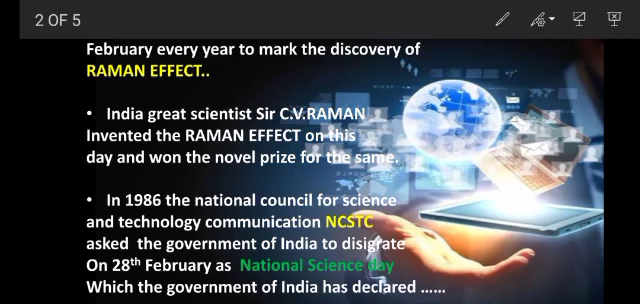 2 OF 5
February every year to mark the discovery of
RAMAN EFFECT..
• India great scientist Sir C.V.RAMAN
Invented the RAMAN EFFECT on this
day and won the novel prize for the same.
• In 1986 the national council for science
and technology communication NCSTC
asked the government of India to disigrate
On 28th February as National Science day
Which the government of India has declared ......